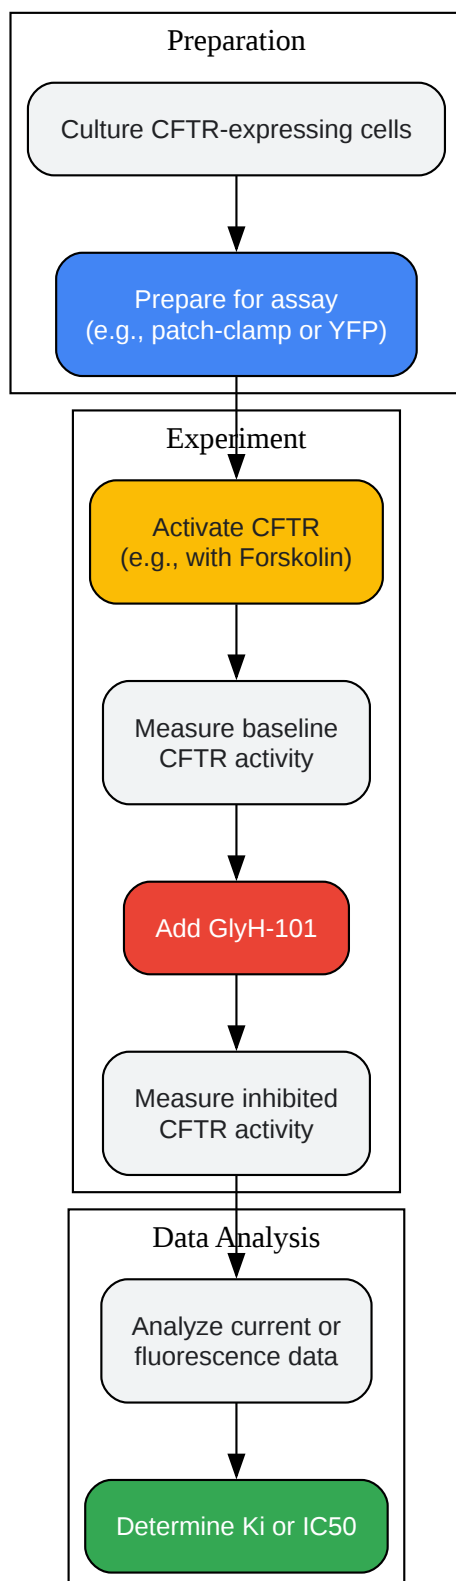 Preparation
Culture CFTR-expressing cells
Prepare for assay
(e.g., patch-clamp or YFP)
Experiment
Activate CFTR
(e.g., with Forskolin)
Measure baseline
CFTR activity
Add GlyH-101
Measure inhibited
CFTR activity
Data Analysis
Analyze current or
fluorescence data
Determine Ki or IC50